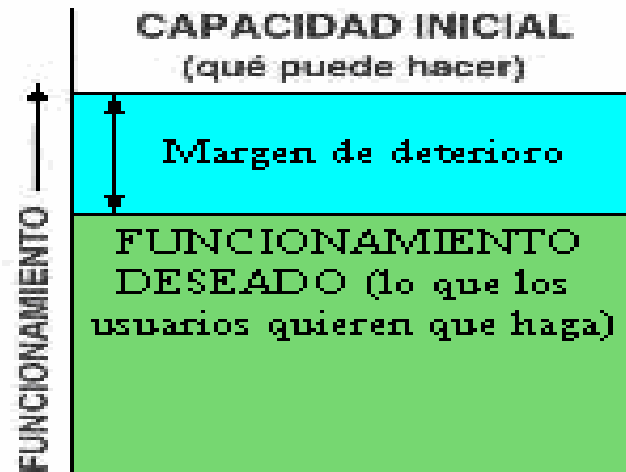 CAPACIDAD INICIAL
(qué puede hacer)
Margen de deterioro
FUNCIONAMIENTO
DESEADO (lo que los
usuarios quieren que haga)
FUNCIONAMIENTO